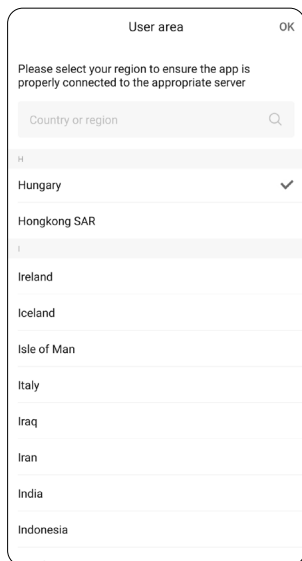 User area
OK
Please select your region to ensure the app is
properly connected to the appropriate server
Country or region
H
Hungary
Hongkong SAR
I
Ireland
Iceland
Isle of Man
Italy
Iraq
Iran
India
Indonesia